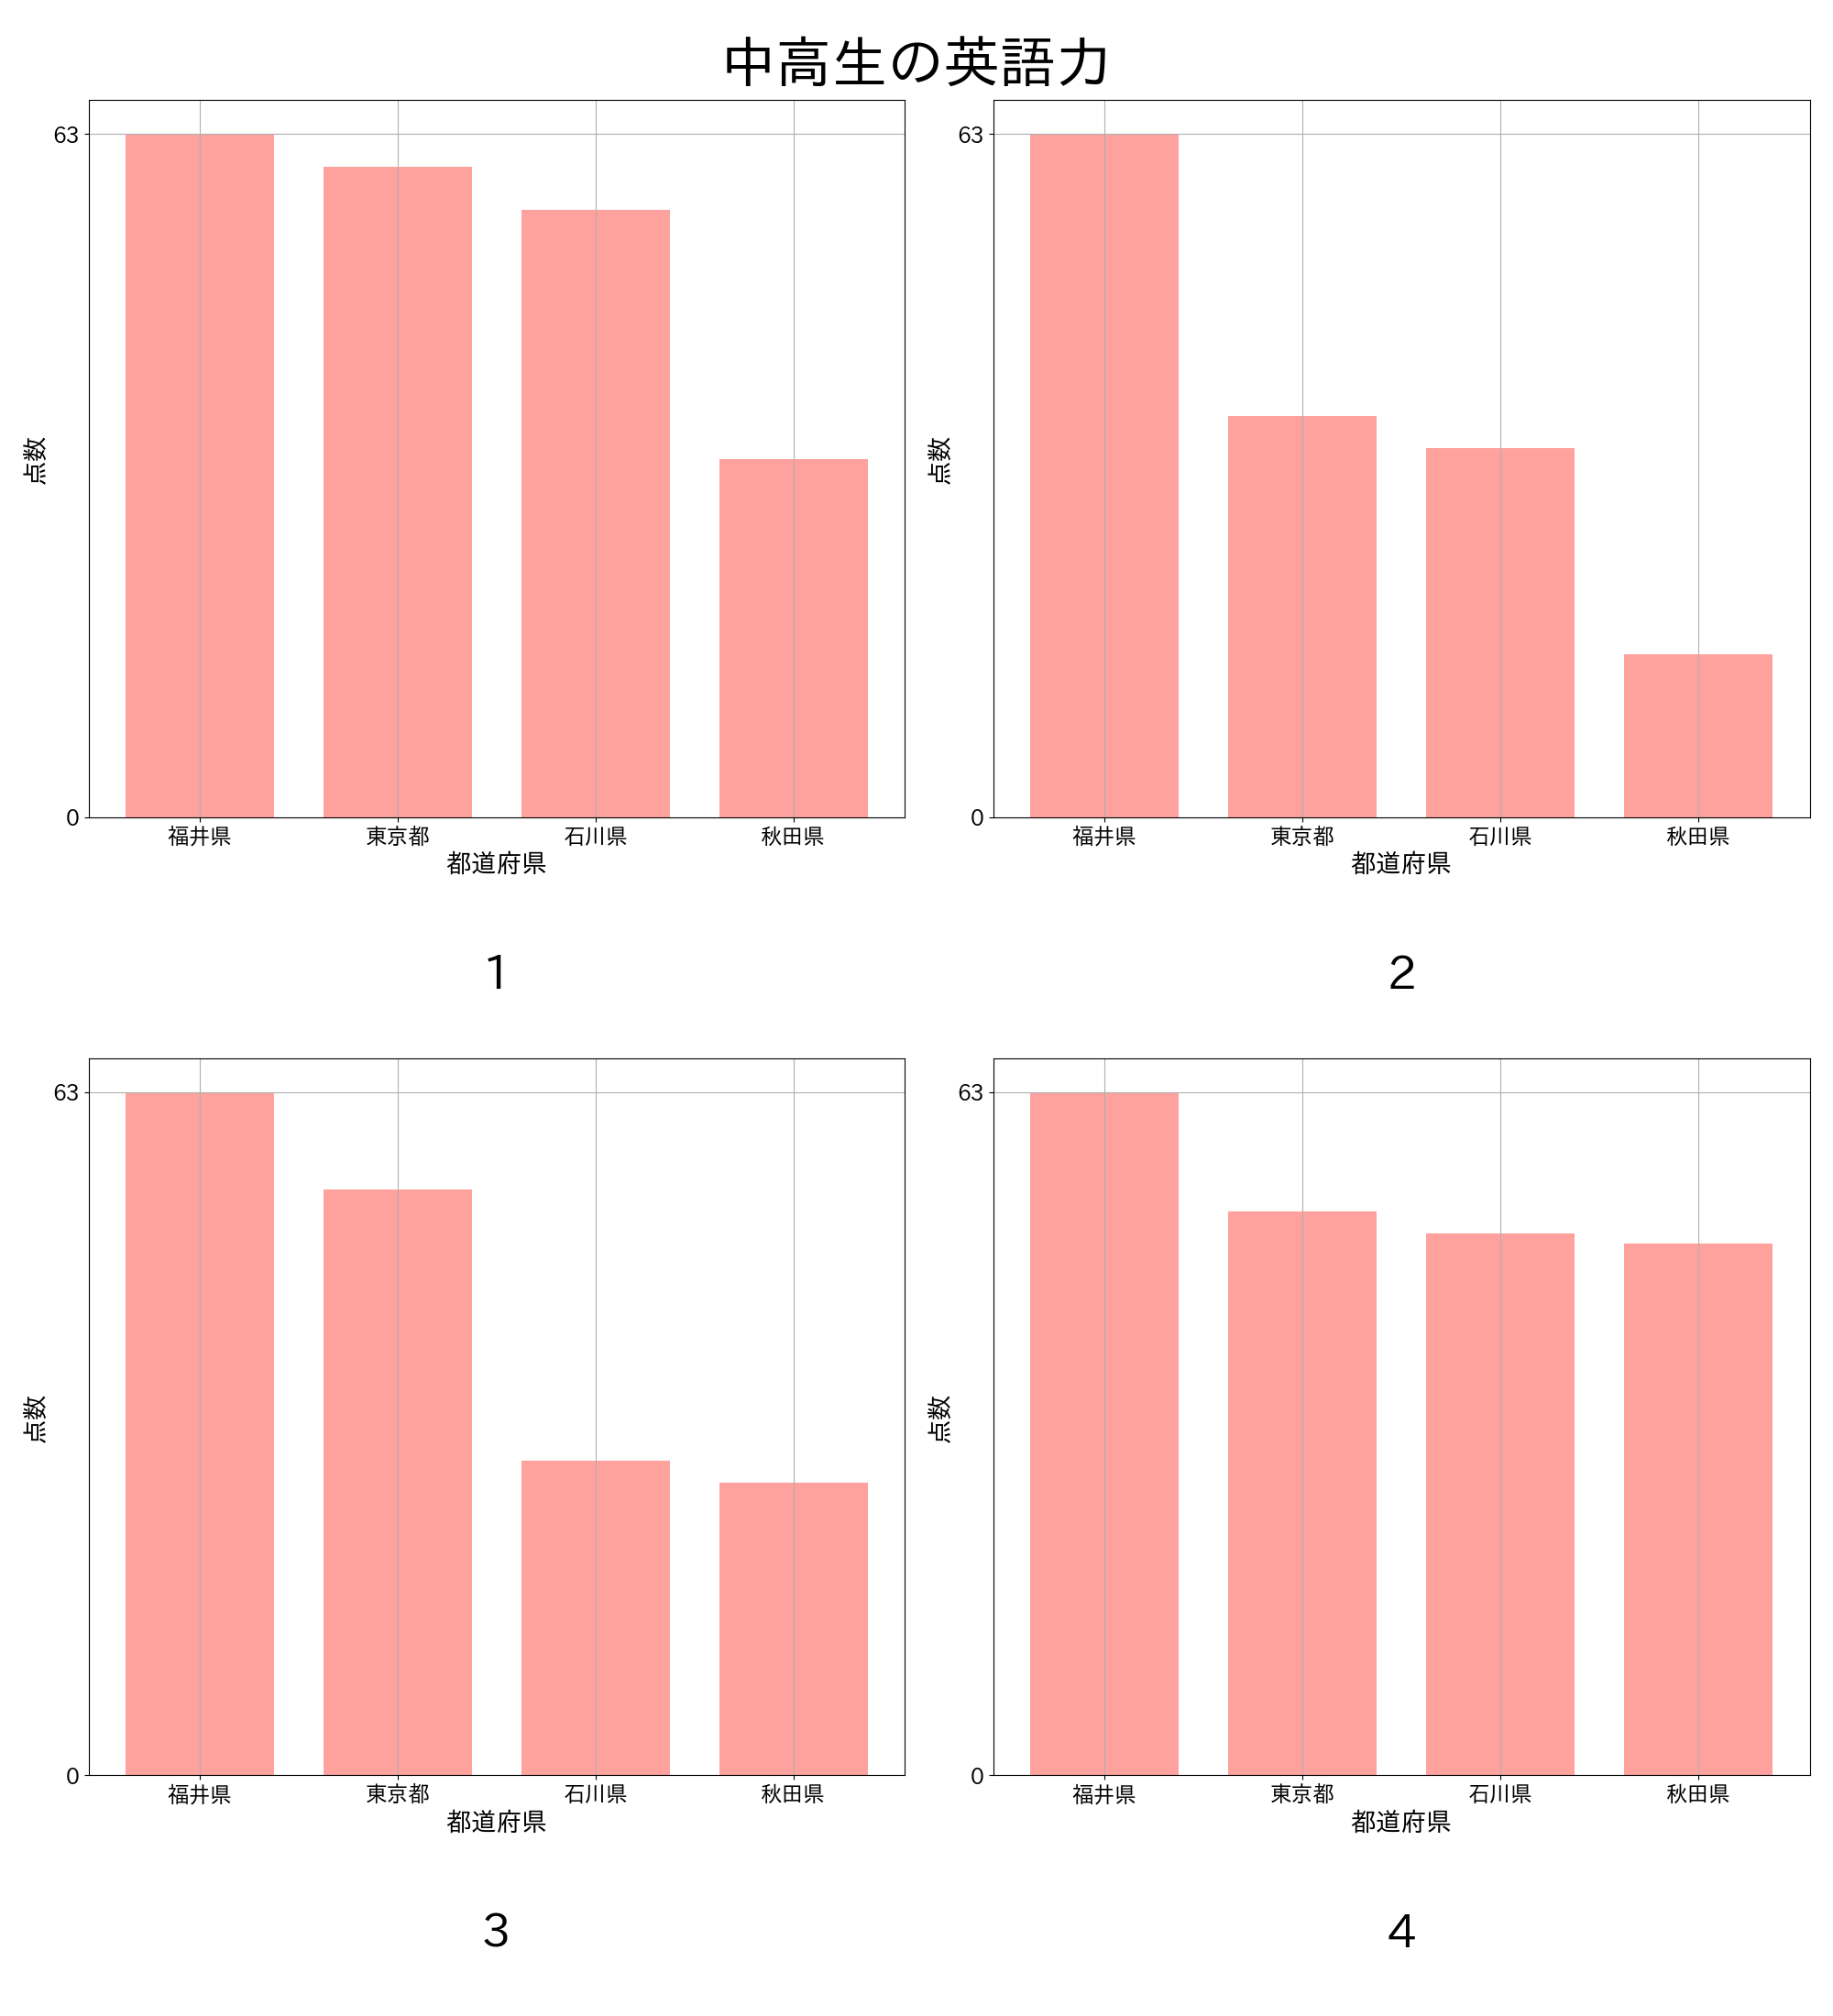 中高生の英語力
63
0
点数
福井県 東京都 石川県 秋田県
都道府県
1
63
0
点数
福井県 東京都 石川県 秋田県
都道府県
2
63
0
点数
福井県 東京都 石川県 秋田県
都道府県
3
63
0
点数
福井県 東京都 石川県 秋田県
都道府県
4